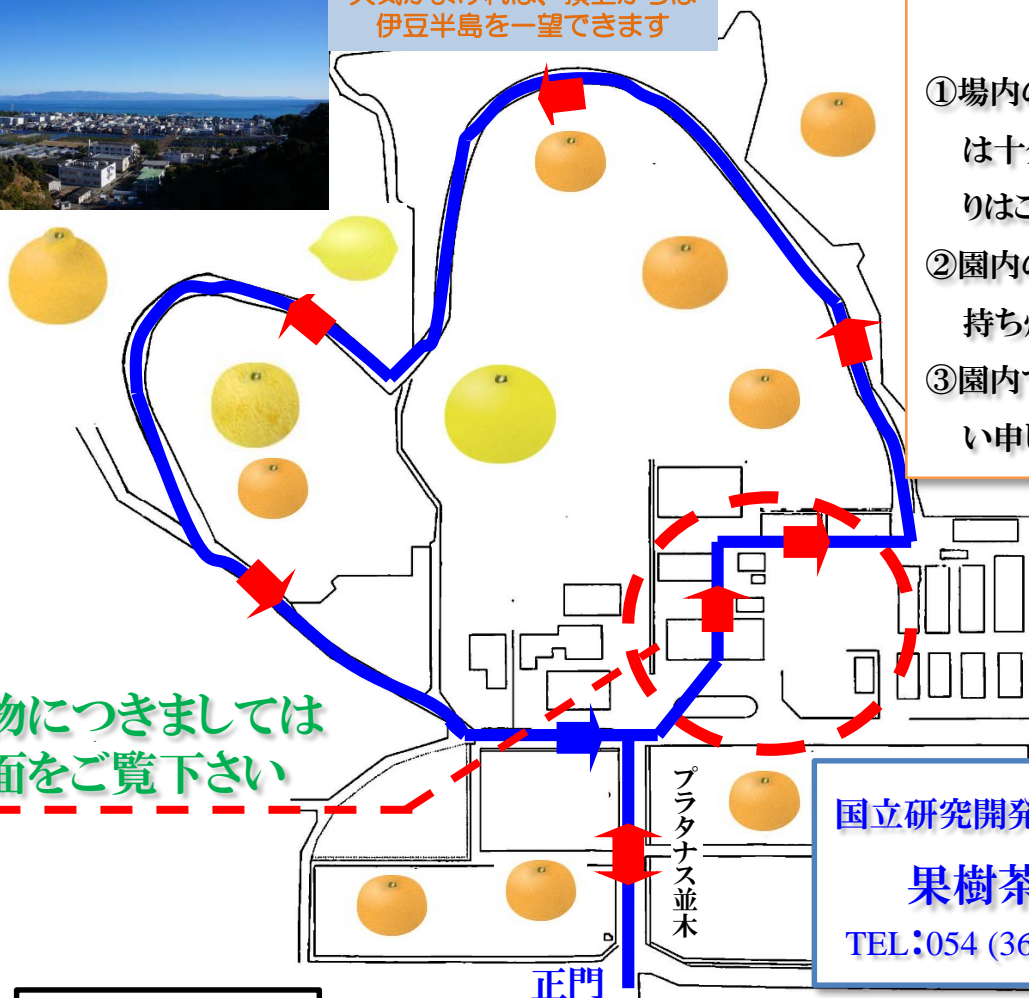 伊豆半島を一望できます
①場内の
は十分
りはご
②園内の
持ち
③園内で
い申し
物につきましては
面をご覧下さい
プラタナス並木
国立研究開発
果樹茶
TEL:054 (36
正門